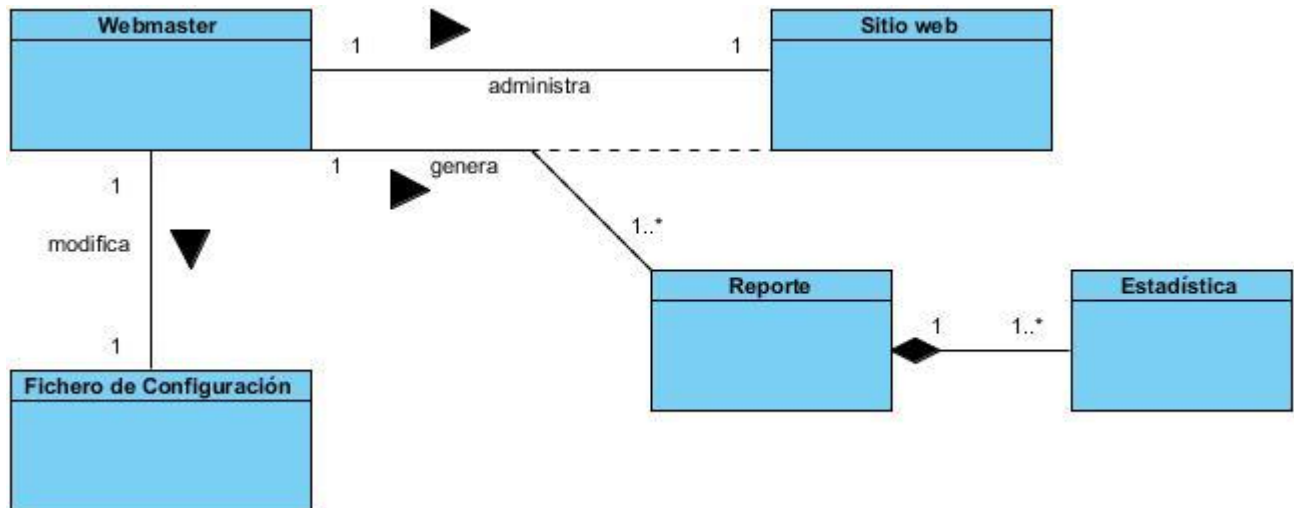 Webmaster
Sitio web
1
1
administra
1
genera
1
modifica
1..*
Reporte
Estadística
1
1..*
1
Fichero de Configuración